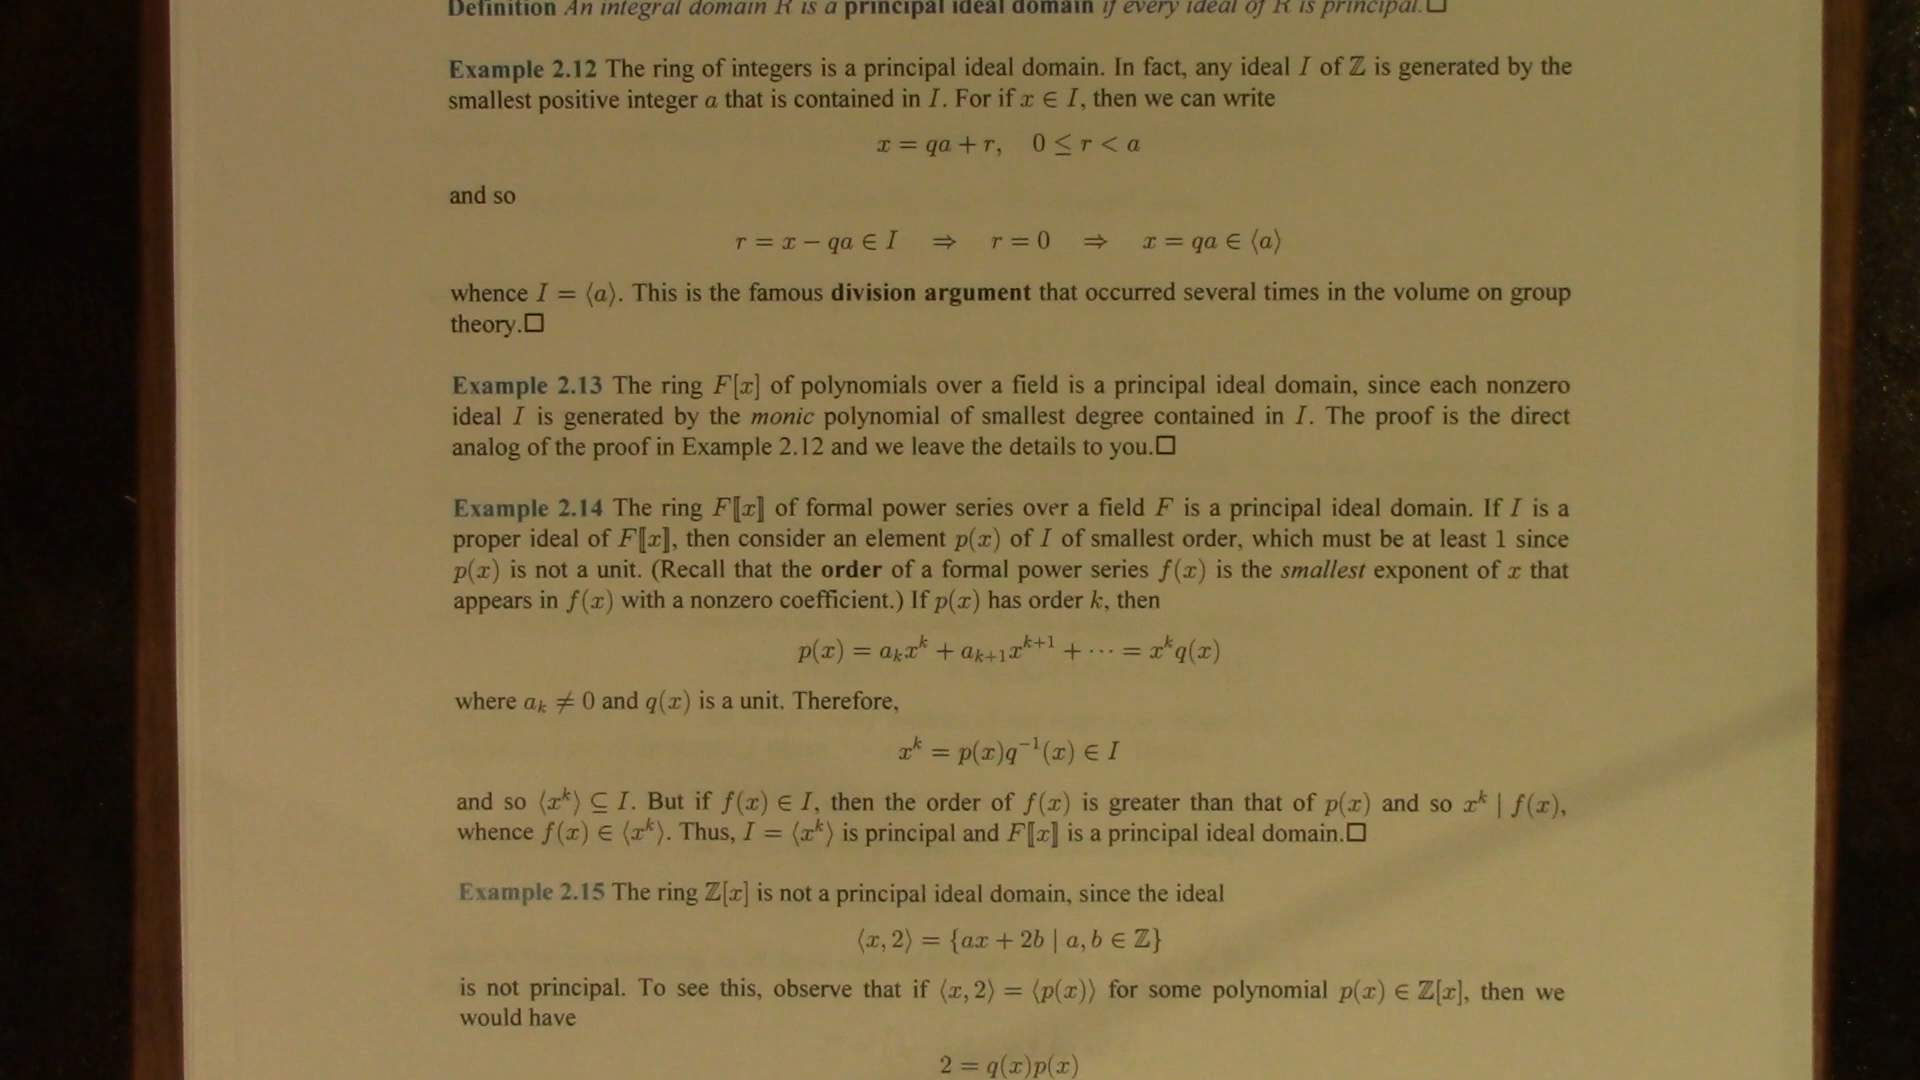 Definition An integral domain R is a principal ideal domain if every ideal of R is principal.□
Example 2.12 The ring of integers is a principal ideal domain. In fact, any ideal I of ℤ is generated by the
smallest positive integer a that is contained in I. For if x ∈ I, then we can write
x = qa + r, 0 ≤ r < a
and so
r = x − qa ∈ I ⇒ r = 0 ⇒ x = qa ∈ ⟨a⟩
whence I = ⟨a⟩. This is the famous division argument that occurred several times in the volume on group
theory.□
Example 2.13 The ring F[x] of polynomials over a field is a principal ideal domain, since each nonzero
ideal I is generated by the monic polynomial of smallest degree contained in I. The proof is the direct
analog of the proof in Example 2.12 and we leave the details to you.□
Example 2.14 The ring F⟦x⟧ of formal power series over a field F is a principal ideal domain. If I is a
proper ideal of F⟦x⟧, then consider an element p(x) of I of smallest order, which must be at least 1 since
p(x) is not a unit. (Recall that the order of a formal power series f(x) is the smallest exponent of x that
appears in f(x) with a nonzero coefficient.) If p(x) has order k, then
p(x) = aₖxᵏ + aₖ₊₁xᵏ⁺¹ + ⋯ = xᵏq(x)
where aₖ ≠ 0 and q(x) is a unit. Therefore,
xᵏ = p(x)q⁻¹(x) ∈ I
and so ⟨xᵏ⟩ ⊆ I. But if f(x) ∈ I, then the order of f(x) is greater than that of p(x) and so xᵏ | f(x),
whence f(x) ∈ ⟨xᵏ⟩. Thus, I = ⟨xᵏ⟩ is principal and F⟦x⟧ is a principal ideal domain.□
Example 2.15 The ring ℤ[x] is not a principal ideal domain, since the ideal
⟨x, 2⟩ = {ax + 2b | a, b ∈ ℤ}
is not principal. To see this, observe that if ⟨x, 2⟩ = ⟨p(x)⟩ for some polynomial p(x) ∈ ℤ[x], then we
would have
2 = q(x)p(x)